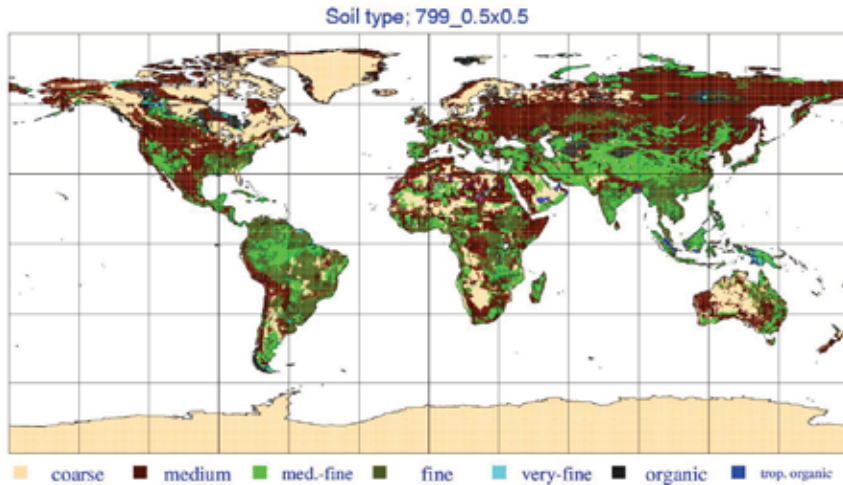 Soil type; 799_0.5x0.5
coarse medium med.-fine fine very-fine organic trop. organic